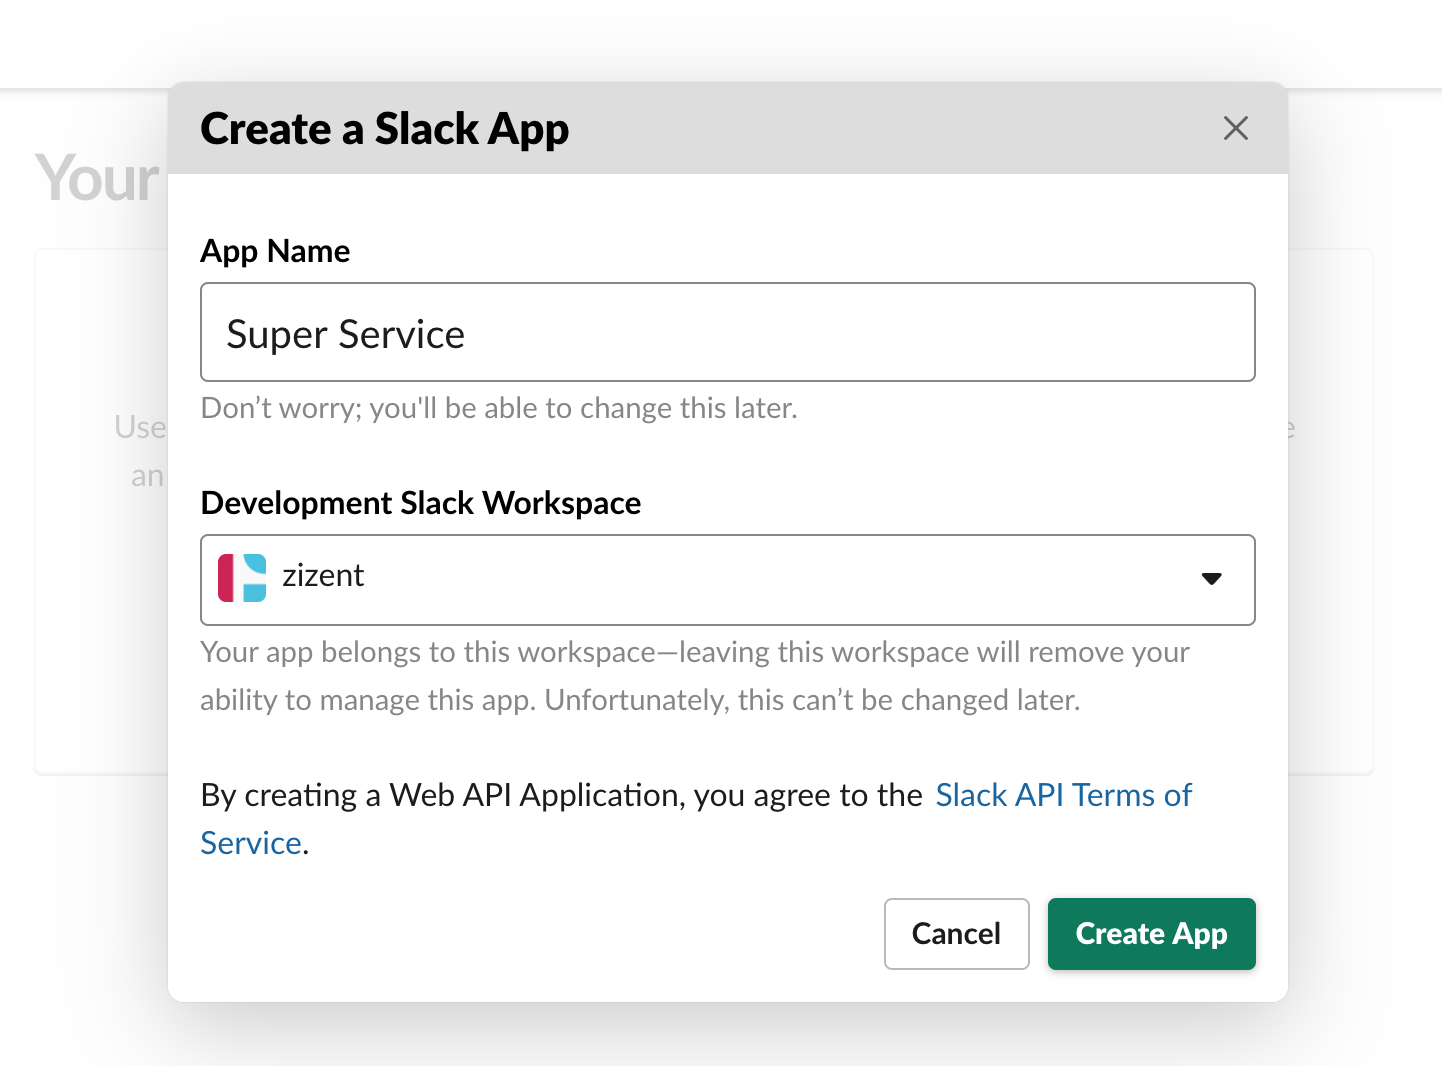 Create a Slack App
Your
App Name
Super Service
Don’t worry; you'll be able to change this later.
Use
an
Development Slack Workspace
zizent
Your app belongs to this workspace—leaving this workspace will remove your
ability to manage this app. Unfortunately, this can’t be changed later.
By creating a Web API Application, you agree to the Slack API Terms of
Service.
Cancel
Create App